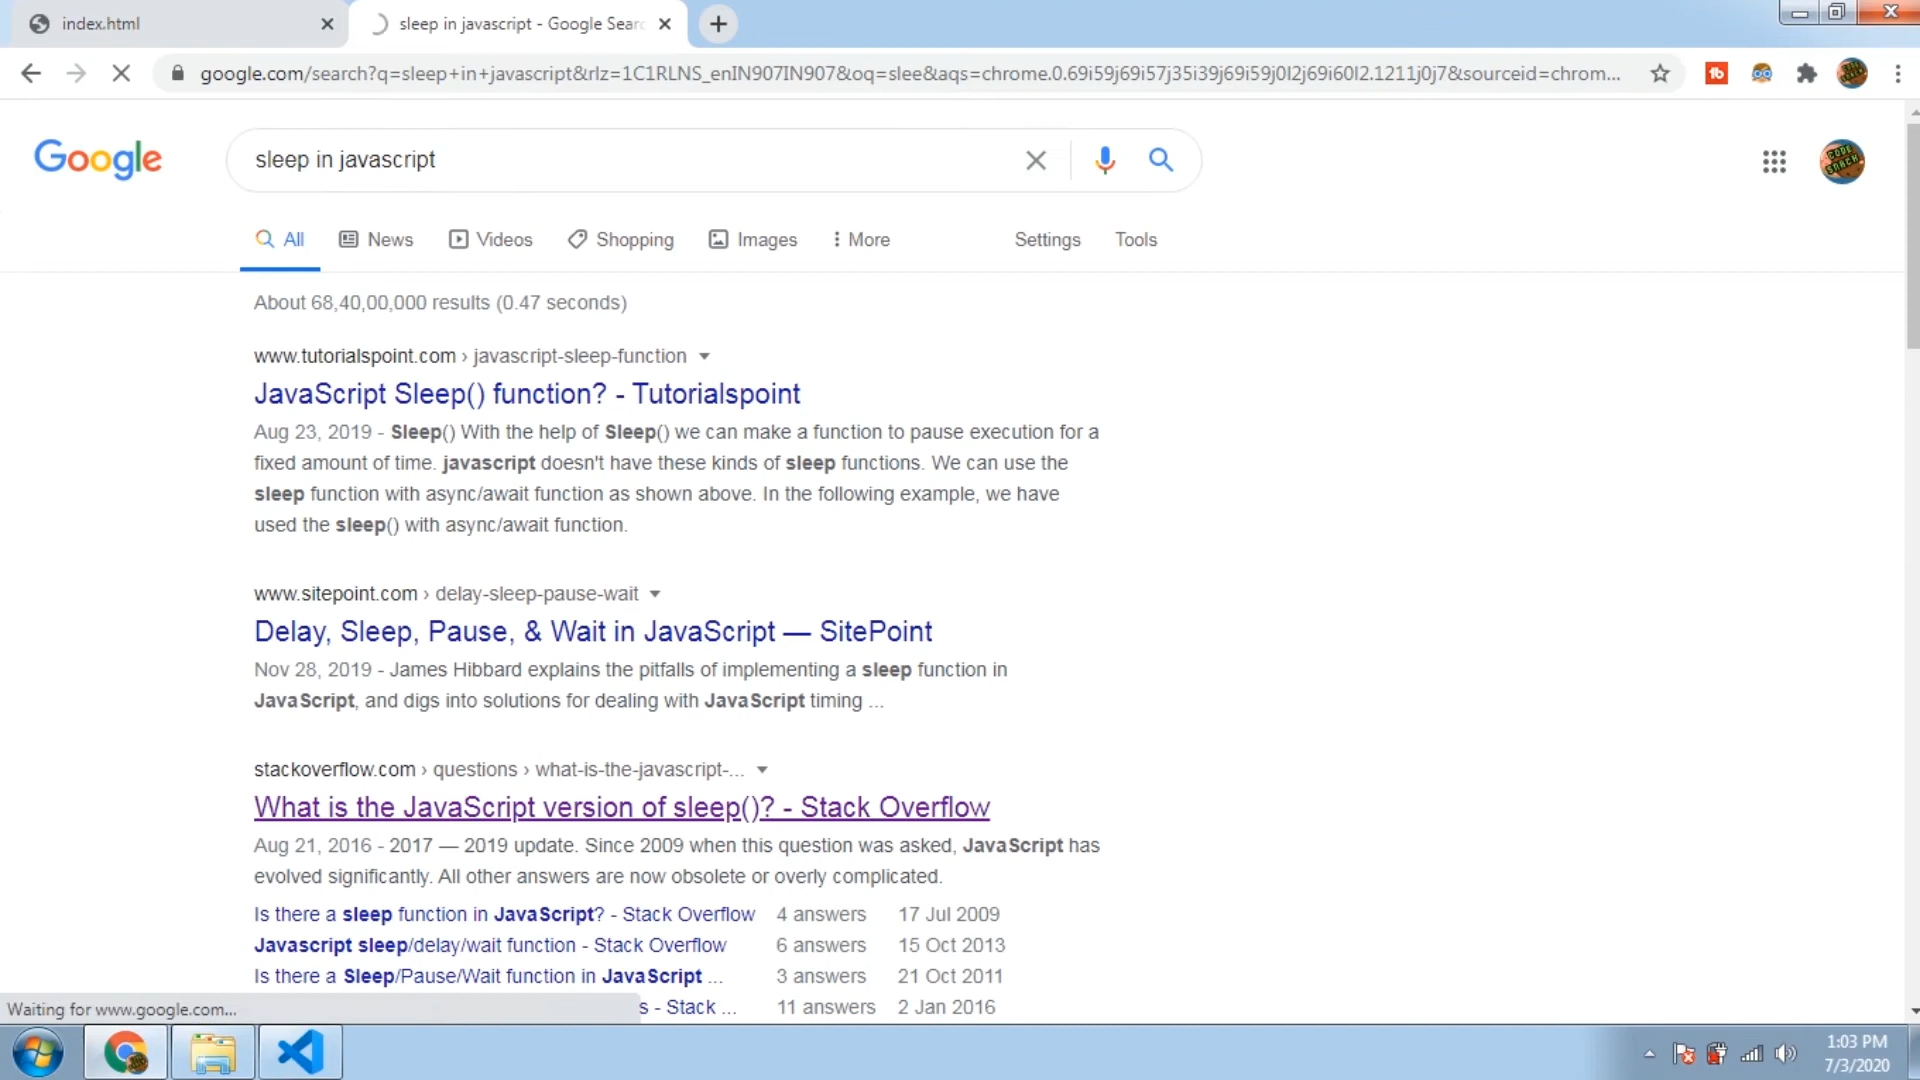 index.html
sleep in javascript - Google Sear
google.com/search?q=sleep+in+javascript&rlz=1C1RLNS_enIN907IN907&oq=slee&aqs=chrome.0.69i59j69i57j35i39j69i59j0l2j69i60l2.1211j0j7&sourceid=chrom...
Google
sleep in javascript
CODE SNACK
All News Videos Shopping Images More Settings Tools
About 68,40,00,000 results (0.47 seconds)
www.tutorialspoint.com › javascript-sleep-function
JavaScript Sleep() function? - Tutorialspoint
Aug 23, 2019 - Sleep() With the help of Sleep() we can make a function to pause execution for a
fixed amount of time. javascript doesn't have these kinds of sleep functions. We can use the
sleep function with async/await function as shown above. In the following example, we have
used the sleep() with async/await function.
www.sitepoint.com › delay-sleep-pause-wait
Delay, Sleep, Pause, & Wait in JavaScript — SitePoint
Nov 28, 2019 - James Hibbard explains the pitfalls of implementing a sleep function in
JavaScript, and digs into solutions for dealing with JavaScript timing ...
stackoverflow.com › questions › what-is-the-javascript-...
What is the JavaScript version of sleep()? - Stack Overflow
Aug 21, 2016 - 2017 — 2019 update. Since 2009 when this question was asked, JavaScript has
evolved significantly. All other answers are now obsolete or overly complicated.
Is there a sleep function in JavaScript? - Stack Overflow 4 answers 17 Jul 2009
Javascript sleep/delay/wait function - Stack Overflow 6 answers 15 Oct 2013
Is there a Sleep/Pause/Wait function in JavaScript ... 3 answers 21 Oct 2011
s - Stack ... 11 answers 2 Jan 2016
Waiting for www.google.com...
1:03 PM
7/3/2020